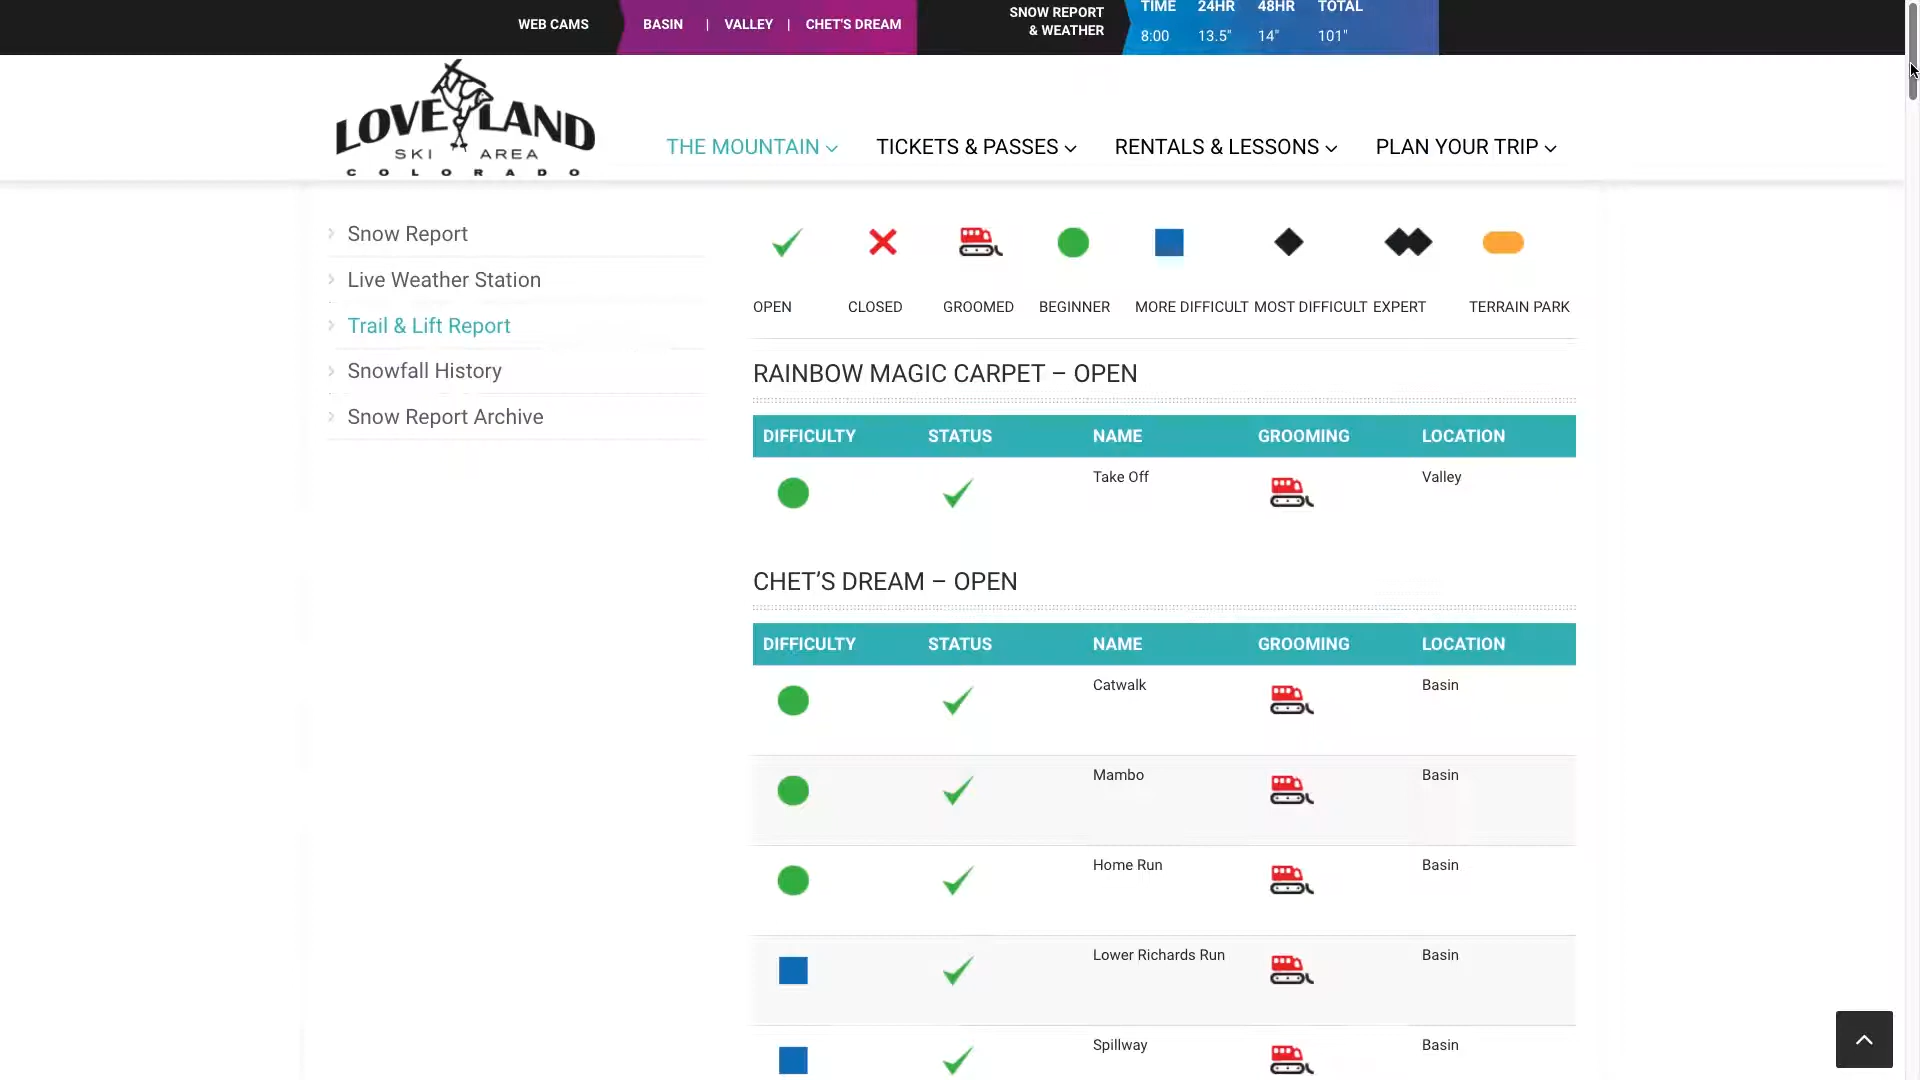 WEB CAMS
BASIN | VALLEY | CHET'S DREAM
SNOW REPORT
& WEATHER
TIME 24HR 48HR TOTAL
8:00 13.5" 14" 101"
LOVELAND
SKI AREA
COLORADO
THE MOUNTAIN TICKETS & PASSES RENTALS & LESSONS PLAN YOUR TRIP
Snow Report
Live Weather Station
Trail & Lift Report
Snowfall History
Snow Report Archive
OPEN CLOSED GROOMED BEGINNER MORE DIFFICULT MOST DIFFICULT EXPERT TERRAIN PARK
RAINBOW MAGIC CARPET – OPEN
DIFFICULTY STATUS NAME GROOMING LOCATION
Take Off Valley
CHET’S DREAM – OPEN
DIFFICULTY STATUS NAME GROOMING LOCATION
Catwalk Basin
Mambo Basin
Home Run Basin
Lower Richards Run Basin
Spillway Basin